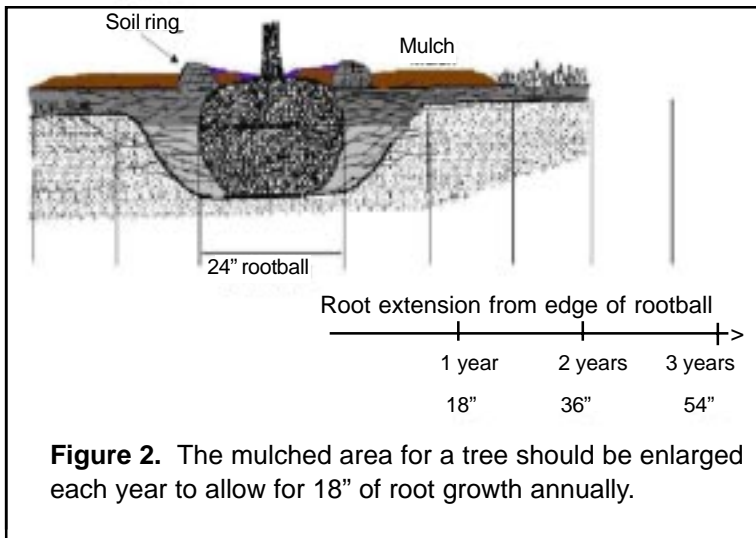 Soil ring
Mulch
24” rootball
Root extension from edge of rootball
>
1 year 2 years 3 years
18” 36” 54”
Figure 2. The mulched area for a tree should be enlarged
each year to allow for 18” of root growth annually.